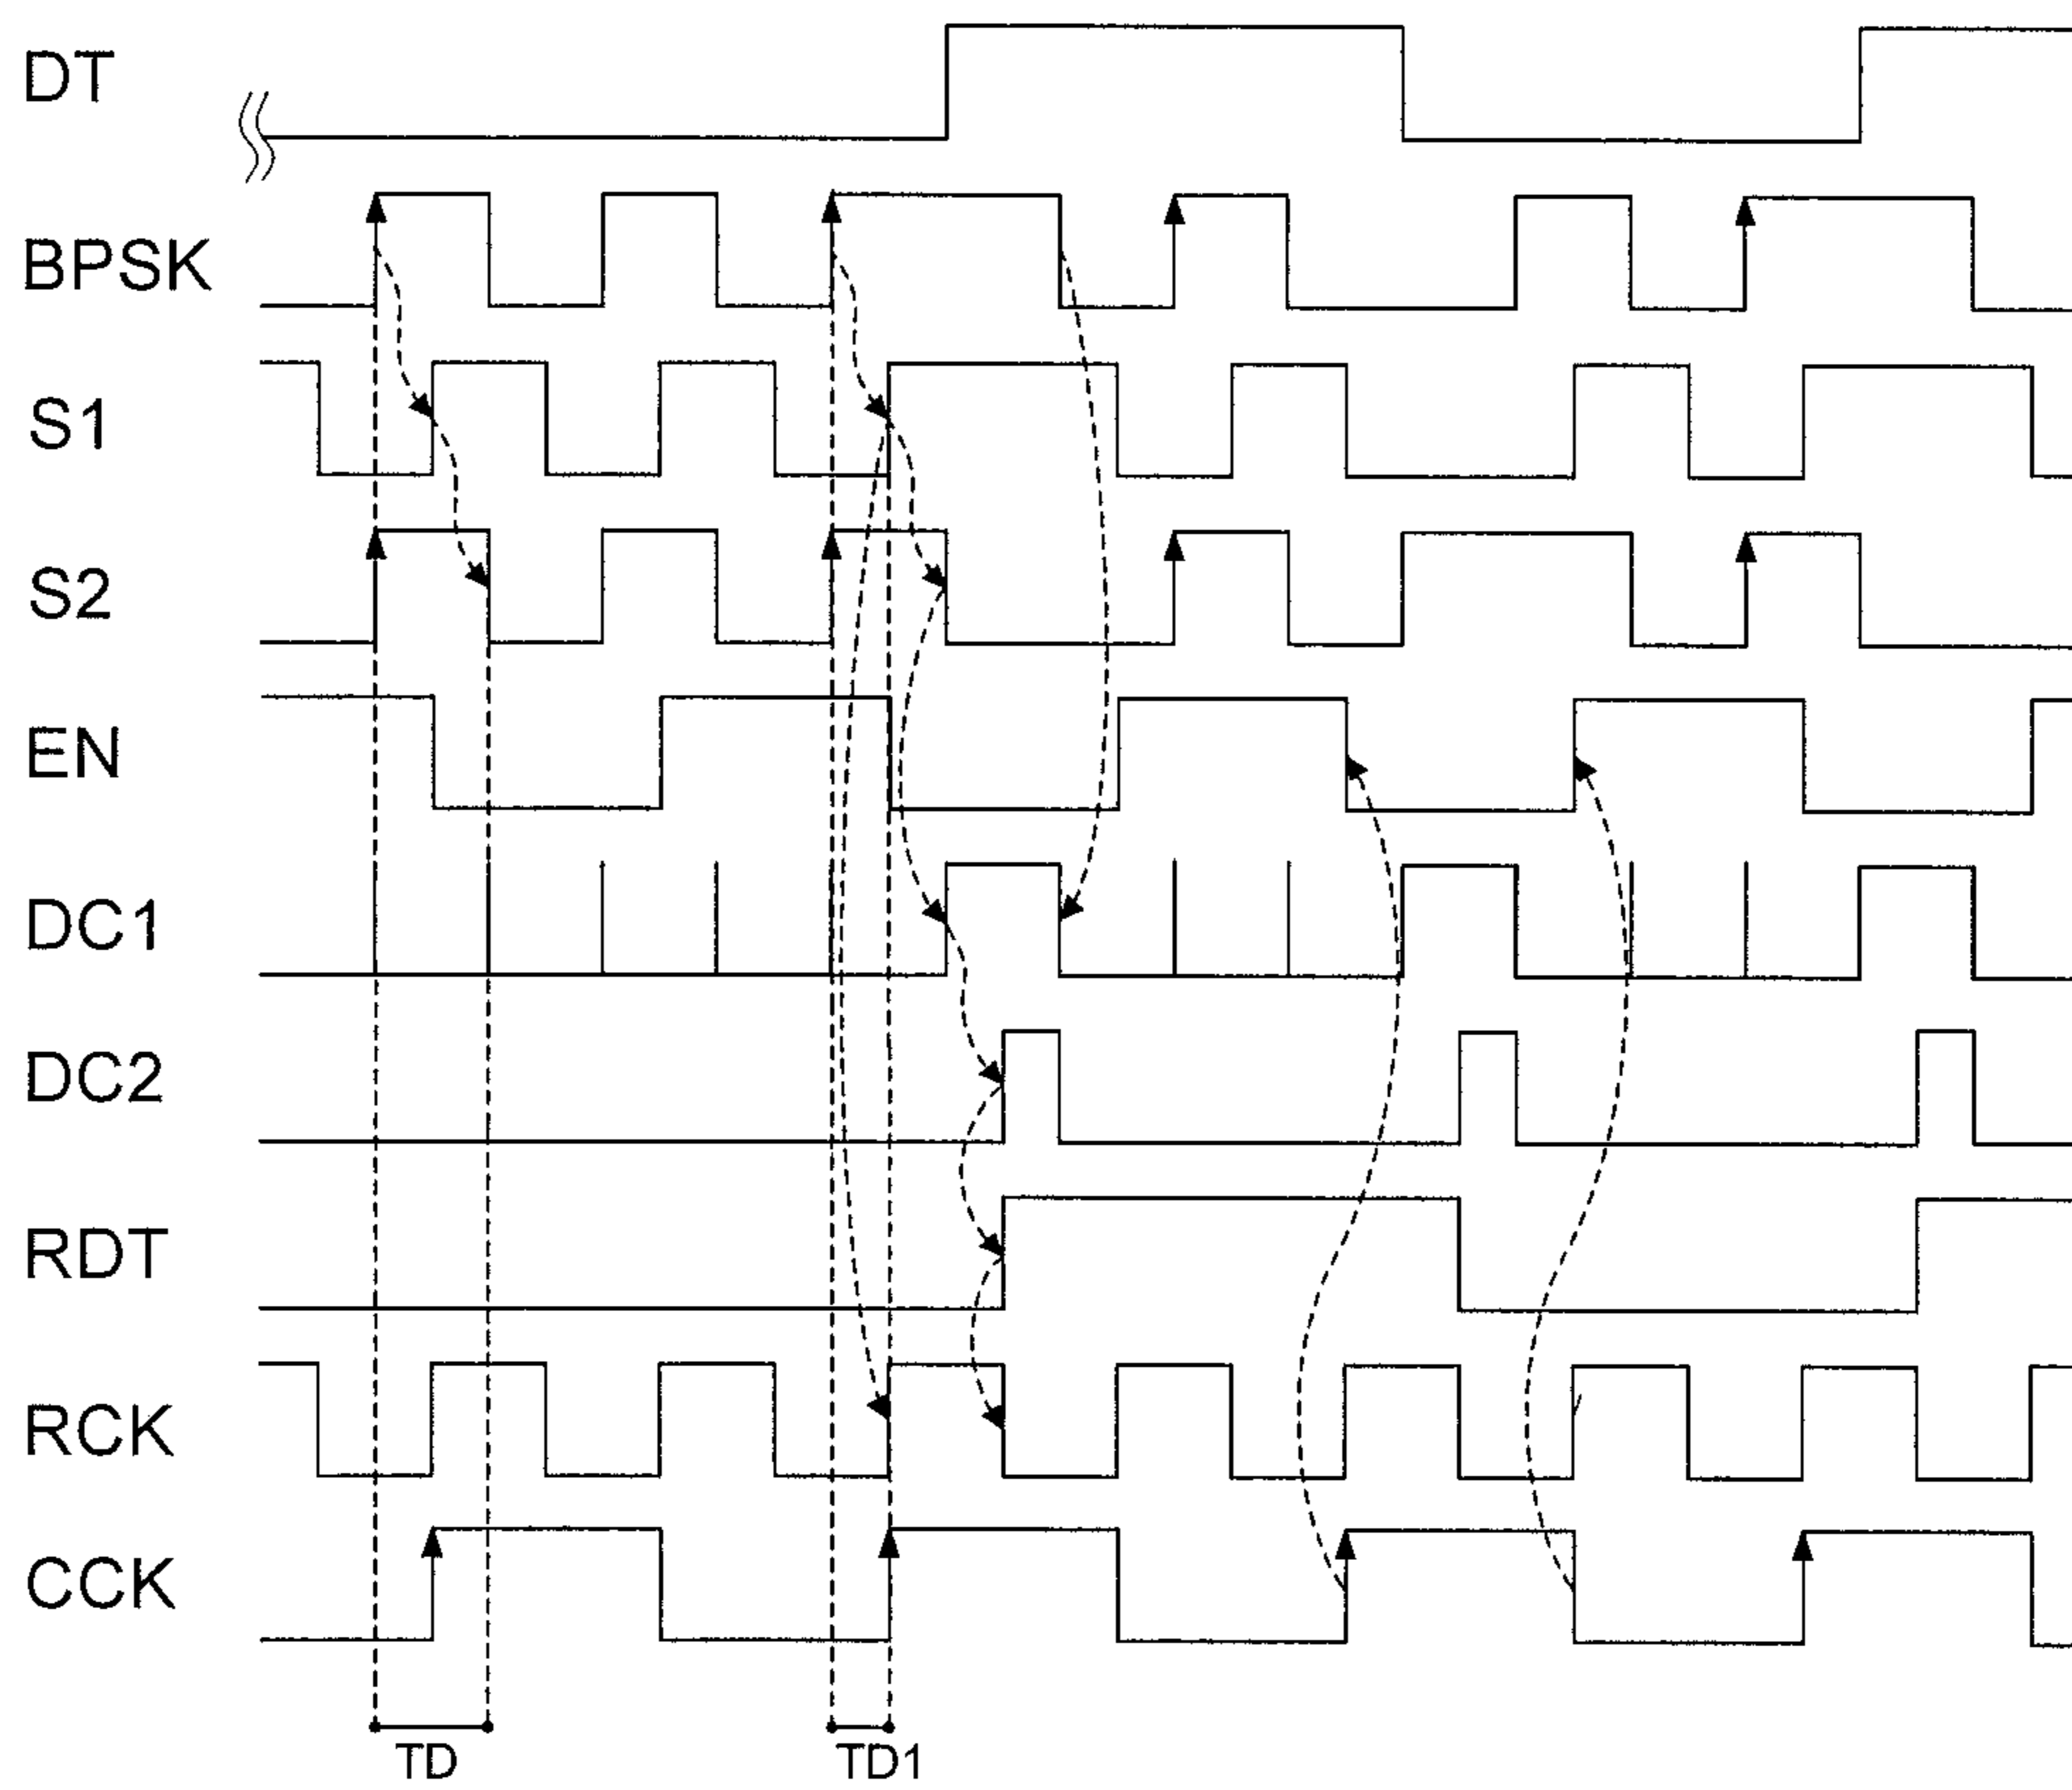 DT
BPSK
S1
S2
EN
DC1
DC2
RDT
RCK
CCK
TD TD1